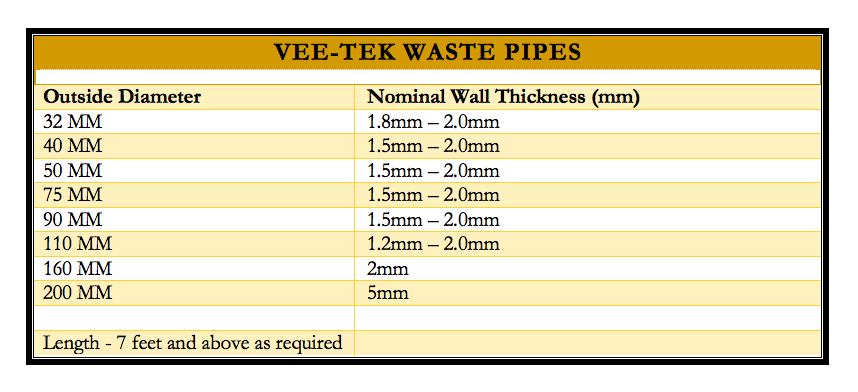 VEE-TEK WASTE PIPES
Outside Diameter Nominal Wall Thickness (mm)
32 MM 1.8mm – 2.0mm
40 MM 1.5mm – 2.0mm
50 MM 1.5mm – 2.0mm
75 MM 1.5mm – 2.0mm
90 MM 1.5mm – 2.0mm
110 MM 1.2mm – 2.0mm
160 MM 2mm
200 MM 5mm
Length - 7 feet and above as required